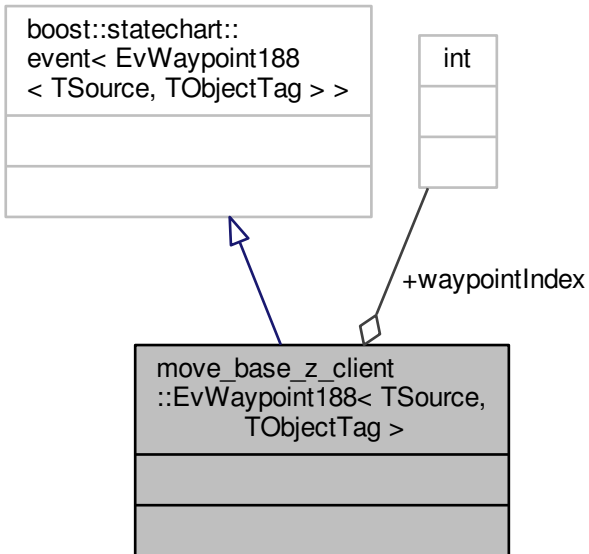 boost::statechart::
event< EvWaypoint188
< TSource, TObjectTag > >
int
+waypointIndex
move_base_z_client
::EvWaypoint188< TSource,
TObjectTag >